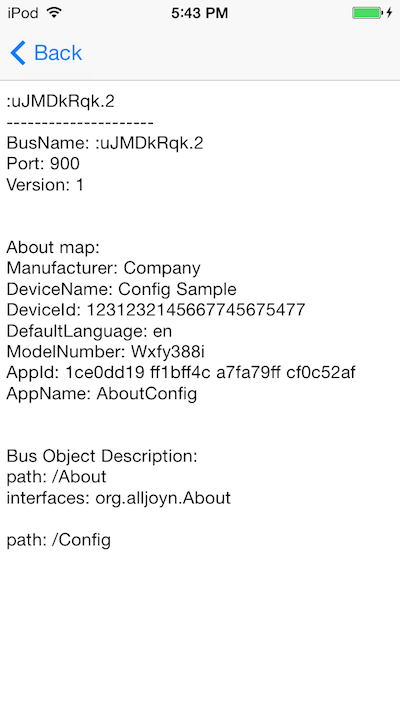 iPod 5:43 PM
Back
:uJMDkRqk.2
---------------------
BusName: :uJMDkRqk.2
Port: 900
Version: 1
About map:
Manufacturer: Company
DeviceName: Config Sample
DeviceId: 1231232145667745675477
DefaultLanguage: en
ModelNumber: Wxfy388i
AppId: 1ce0dd19 ff1bff4c a7fa79ff cf0c52af
AppName: AboutConfig
Bus Object Description:
path: /About
interfaces: org.alljoyn.About
path: /Config